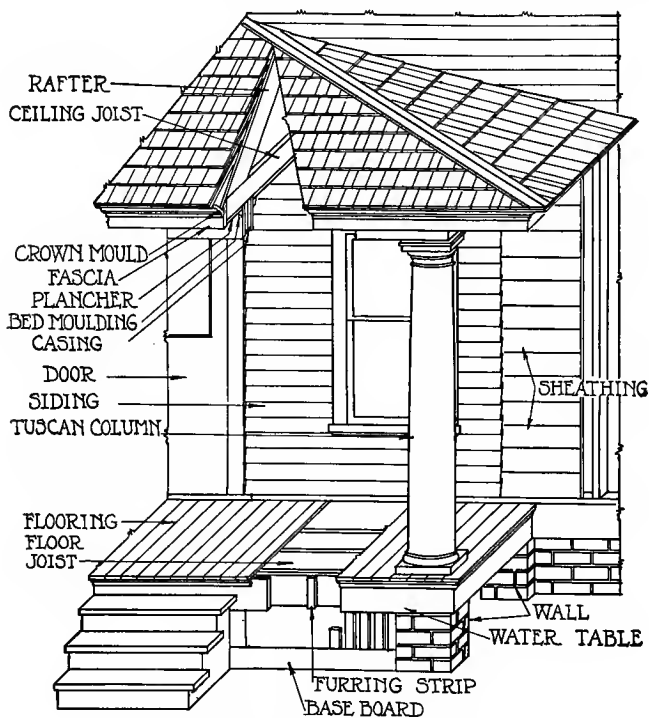 RAFTER
CEILING JOIST
CROWN MOULD
FASCIA
PLANCHER
BED MOULDING
CASING
DOOR
SIDING
TUSCAN COLUMN
SHEATHING
FLOORING
FLOOR
JOIST
WALL
WATER TABLE
FURRING STRIP
BASE BOARD